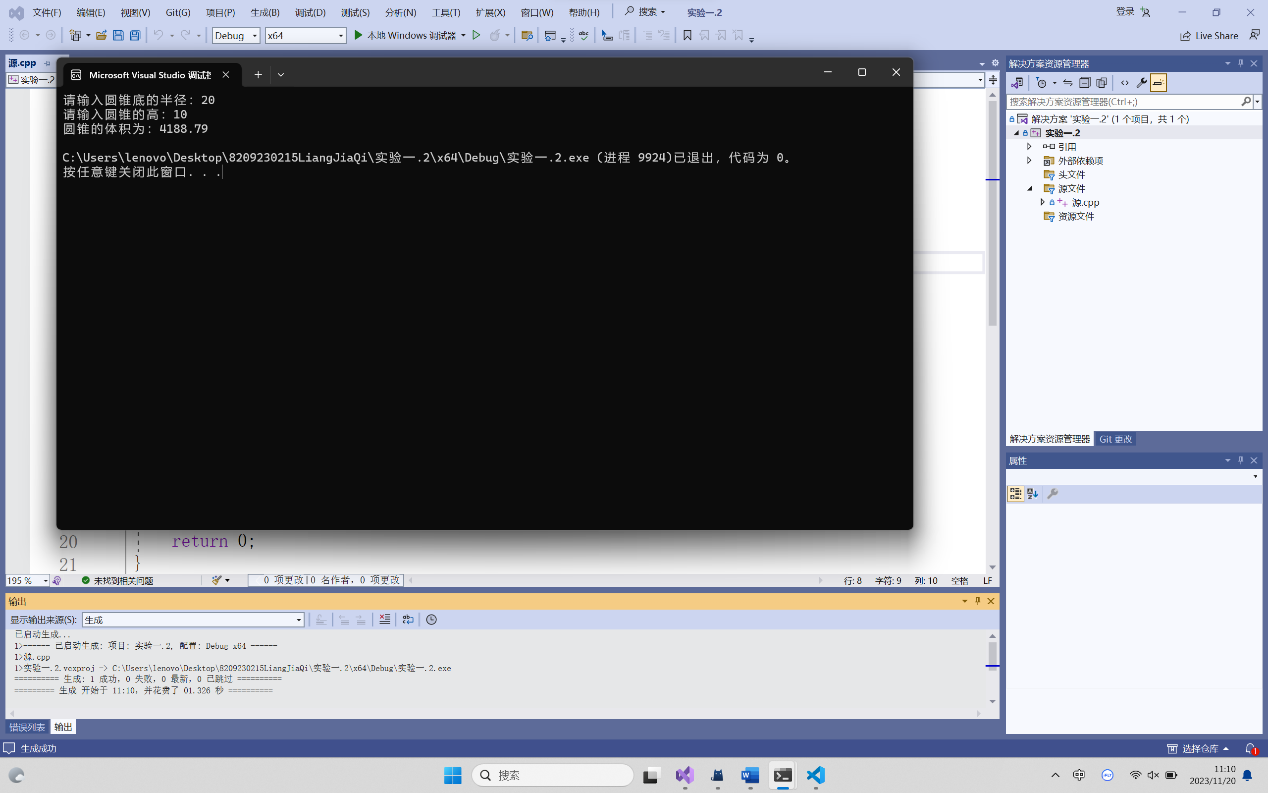 文件(F) 编辑(E) 视图(V) Git(G) 项目(P) 生成(B) 调试(D) 测试(S) 分析(N) 工具(T) 扩展(X) 窗口(W) 帮助(H) 搜索 实验一.2 登录
Debug x64 本地 Windows 调试器 Live Share
源.cpp
实验一.2
Microsoft Visual Studio 调试
请输入圆锥底的半径: 20
请输入圆锥的高: 10
圆锥的体积为: 4188.79
C:\Users\lenovo\Desktop\8209230215LiangJiaQi\实验一.2\x64\Debug\实验一.2.exe (进程 9924)已退出，代码为 0。
按任意键关闭此窗口. . .
20 return 0;
21 }
195 % 未找到相关问题 0 项更改|0 名作者，0 项更改 行: 8 字符: 9 列: 10 空格 LF
输出
显示输出来源(S): 生成
已启动生成...
1>------ 已启动生成: 项目: 实验一.2, 配置: Debug x64 ------
1>源.cpp
1>实验一.2.vcxproj -> C:\Users\lenovo\Desktop\8209230215LiangJiaQi\实验一.2\x64\Debug\实验一.2.exe
========== 生成: 1 成功，0 失败，0 最新，0 已跳过 ==========
========= 生成 开始于 11:10，并花费了 01.326 秒 ==========
错误列表 输出
解决方案资源管理器
搜索解决方案资源管理器(Ctrl+;)
解决方案 '实验一.2' (1 个项目，共 1 个)
实验一.2
引用
外部依赖项
头文件
源文件
源.cpp
资源文件
解决方案资源管理器 Git 更改
属性
生成成功 选择仓库 1
搜索
中
11:10
2023/11/20